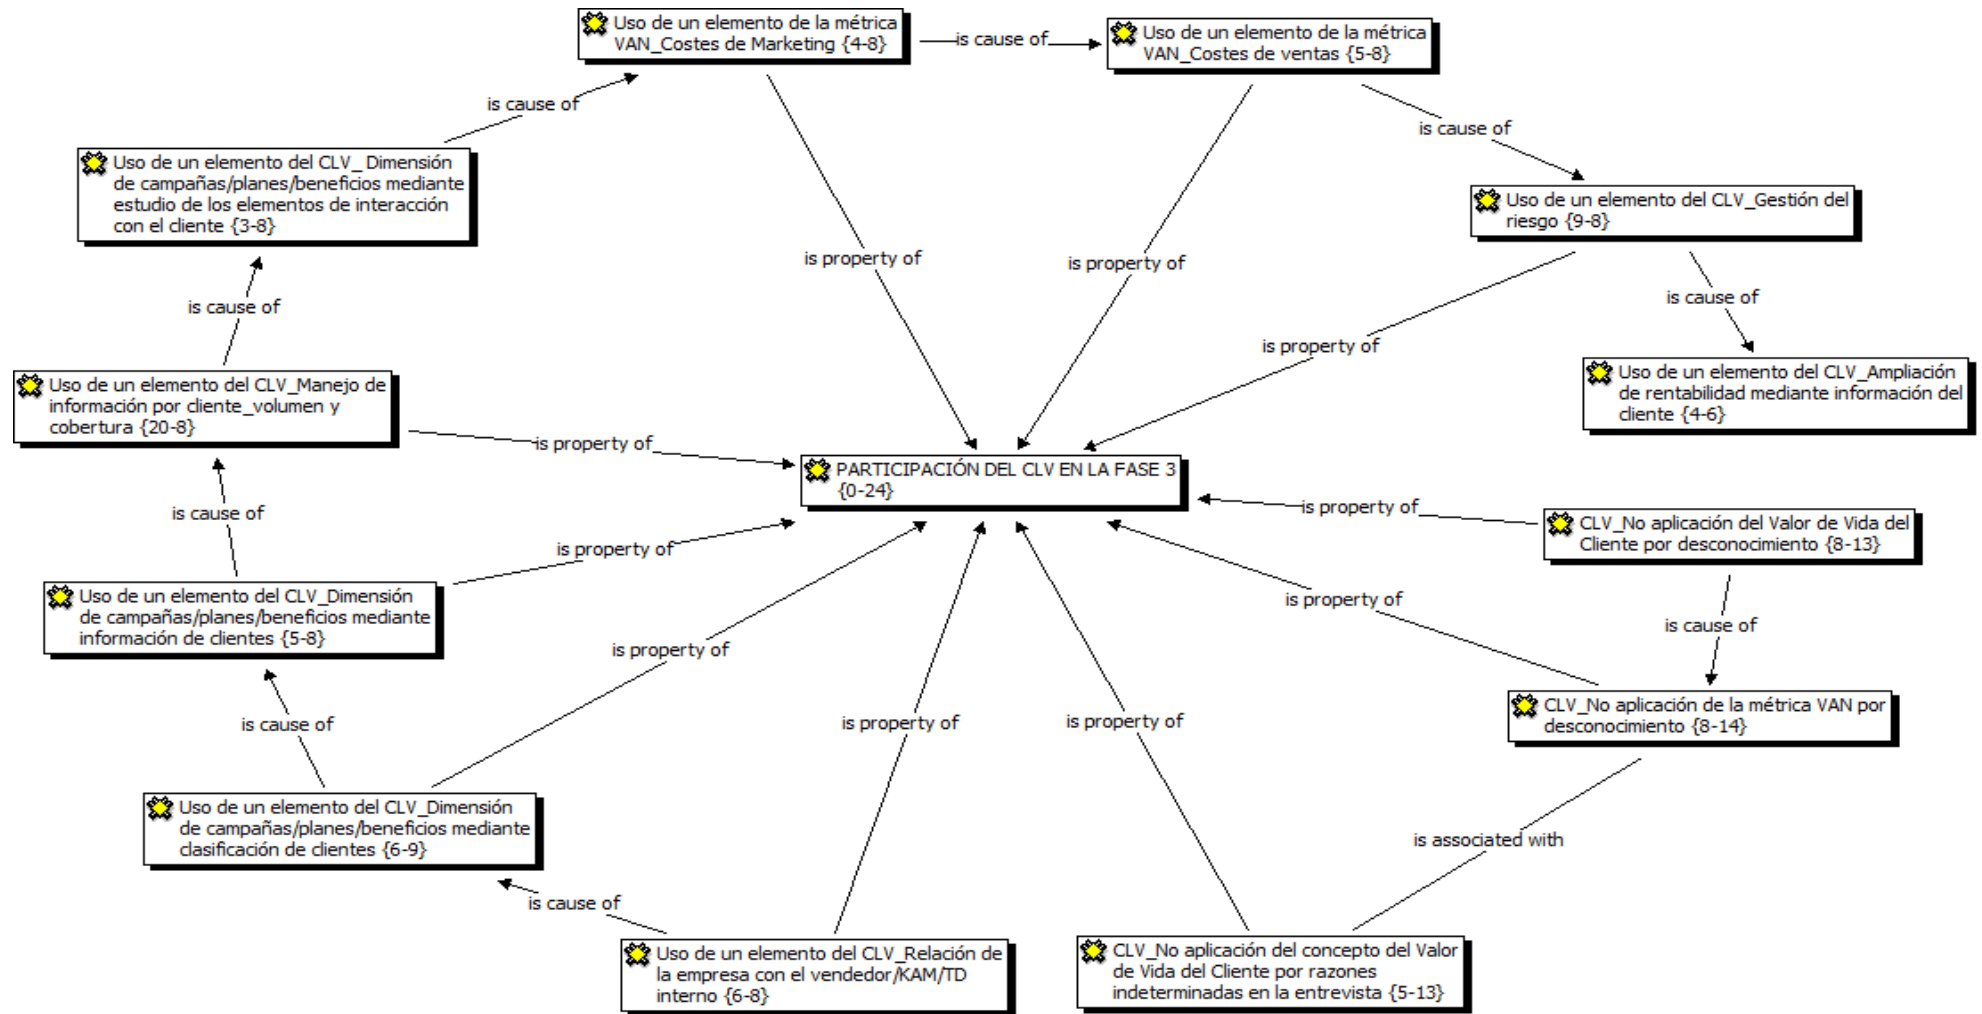 Uso de un elemento de la métrica
VAN_Costes de Marketing {4-8}
is cause of
Uso de un elemento de la métrica
VAN_Costes de ventas {5-8}
is cause of
is cause of
Uso de un elemento del CLV_ Dimensión
de campañas/planes/beneficios mediante
estudio de los elementos de interacción
con el cliente {3-8}
Uso de un elemento del CLV_Gestión del
riesgo {9-8}
is property of
is property of
is cause of
is cause of
is property of
Uso de un elemento del CLV_Manejo de
información por cliente_volumen y
cobertura {20-8}
Uso de un elemento del CLV_Ampliación
de rentabilidad mediante información del
cliente {4-6}
is property of
PARTICIPACIÓN DEL CLV EN LA FASE 3
{0-24}
is cause of
is property of
CLV_No aplicación del Valor de Vida del
Cliente por desconocimiento {8-13}
is property of
Uso de un elemento del CLV_Dimensión
de campañas/planes/beneficios mediante
información de clientes {5-8}
is property of
is cause of
is property of
is cause of
is property of
is property of
CLV_No aplicación de la métrica VAN por
desconocimiento {8-14}
Uso de un elemento del CLV_Dimensión
de campañas/planes/beneficios mediante
clasificación de clientes {6-9}
is associated with
is cause of
Uso de un elemento del CLV_Relación de
la empresa con el vendedor/KAM/TD
interno {6-8}
CLV_No aplicación del concepto del Valor
de Vida del Cliente por razones
indeterminadas en la entrevista {5-13}